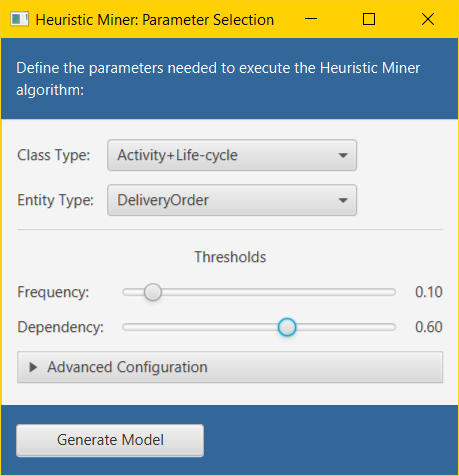 Heuristic Miner: Parameter Selection
Define the parameters needed to execute the Heuristic Miner
algorithm:
Class Type: Activity+Life-cycle
Entity Type: DeliveryOrder
Thresholds
Frequency: 0.10
Dependency: 0.60
Advanced Configuration
Generate Model